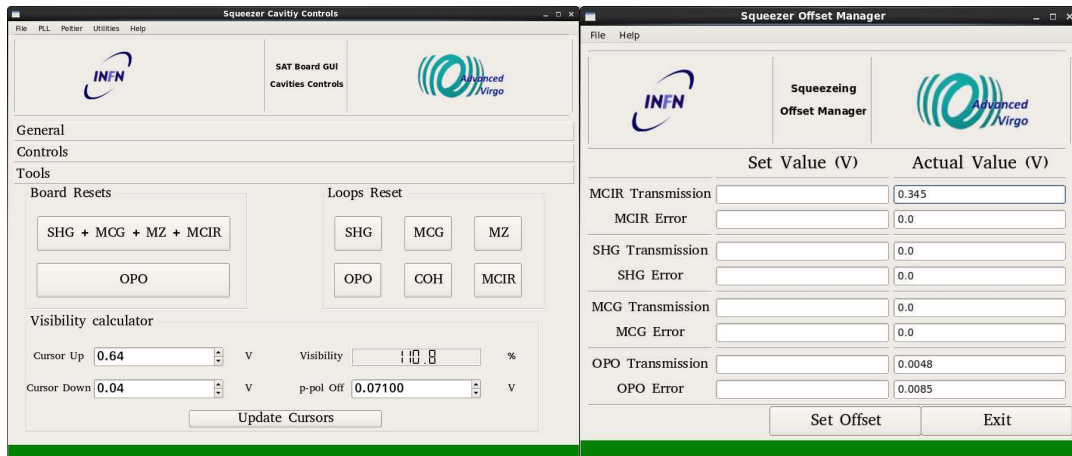 Squeezer Cavitiy Controls
File PLL Peltier Utilities Help
INFN
SAT Board GUI
Cavities Controls
Advanced
Virgo
General
Controls
Tools
Board Resets
SHG + MCG + MZ + MCIR
OPO
Loops Reset
SHG MCG MZ
OPO COH MCIR
Visibility calculator
Cursor Up 0.64 V Visibility 110.8 %
Cursor Down 0.04 V p-pol Off 0.07100 V
Update Cursors
Squeezer Offset Manager
File Help
INFN
Squeezeing
Offset Manager
Advanced
Virgo
Set Value (V) Actual Value (V)
MCIR Transmission 0.345
MCIR Error 0.0
SHG Transmission 0.0
SHG Error 0.0
MCG Transmission 0.0
MCG Error 0.0
OPO Transmission 0.0048
OPO Error 0.0085
Set Offset Exit